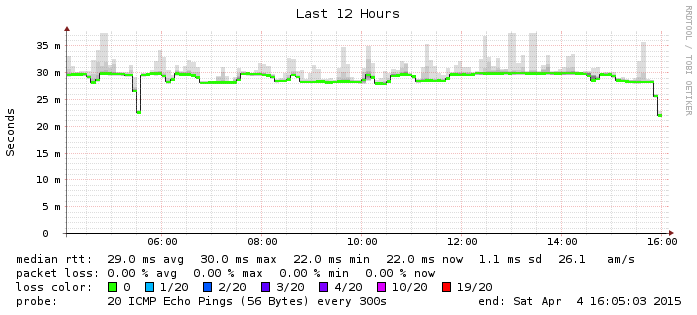 Last 12 Hours
RRDTOOL / TOBI OETIKER
Seconds
35 m
30 m
25 m
20 m
15 m
10 m
5 m
0
06:00 08:00 10:00 12:00 14:00 16:00
median rtt: 29.0 ms avg 30.0 ms max 22.0 ms min 22.0 ms now 1.1 ms sd 26.1 am/s
packet loss: 0.00 % avg 0.00 % max 0.00 % min 0.00 % now
loss color: 0 1/20 2/20 3/20 4/20 10/20 19/20
probe: 20 ICMP Echo Pings (56 Bytes) every 300s end: Sat Apr 4 16:05:03 2015